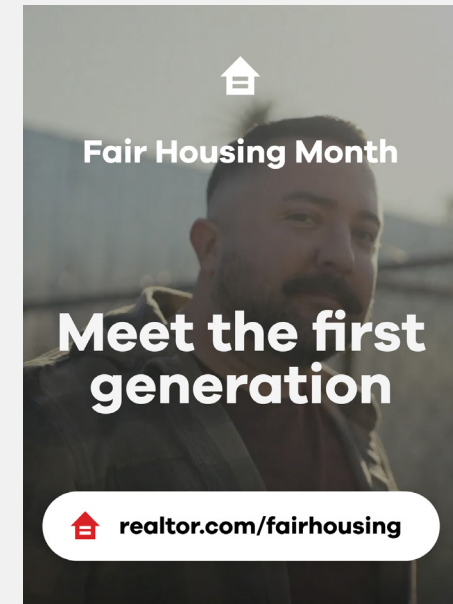 Fair Housing Month
Meet the first
generation
realtor.com/fairhousing